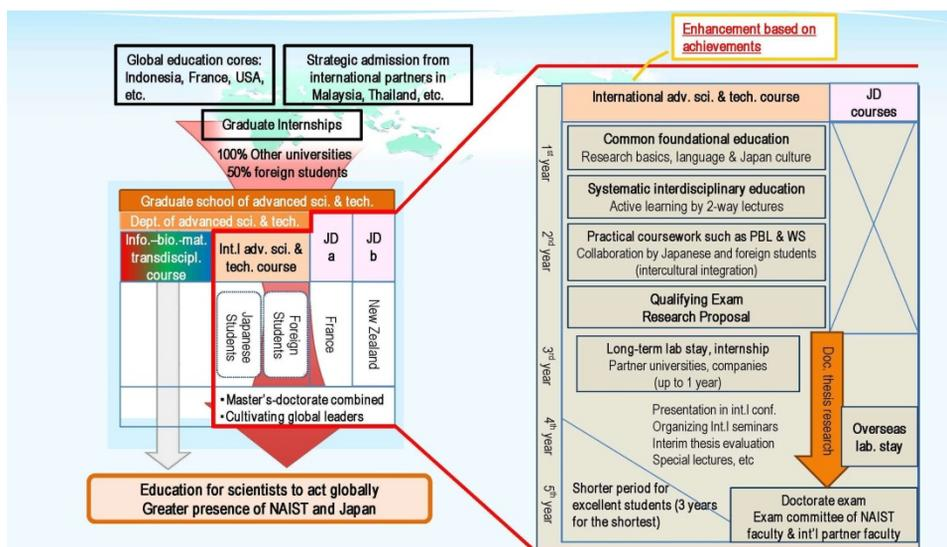 Global education cores:
Indonesia, France, USA,
etc.
Strategic admission from
international partners in
Malaysia, Thailand, etc.
Graduate Internships
100% Other universities
50% foreign students
Graduate school of advanced sci. & tech.
Dept. of advanced sci. & tech.
Info.–bio.-mat.
transdiscipl.
course
Int.l adv. sci. &
tech. course
JD
a
JD
b
Japanese
Students
Foreign
Students
France
New Zealand
•Master's-doctorate combined
•Cultivating global leaders
Education for scientists to act globally
Greater presence of NAIST and Japan
Enhancement based on
achievements
International adv. sci. & tech. course
JD
courses
1st year
Common foundational education
Research basics, language & Japan culture
Systematic interdisciplinary education
Active learning by 2-way lectures
2nd year
Practical coursework such as PBL & WS
Collaboration by Japanese and foreign students
(intercultural integration)
Qualifying Exam
Research Proposal
3rd year
Long-term lab stay, internship
Partner universities, companies
(up to 1 year)
Doc. thesis research
4th year
Presentation in int.l conf.
Organizing Int.l seminars
Interim thesis evaluation
Special lectures, etc
Overseas
lab. stay
5th year
Shorter period for
excellent students (3 years
for the shortest)
Doctorate exam
Exam committee of NAIST
faculty & int'l partner faculty